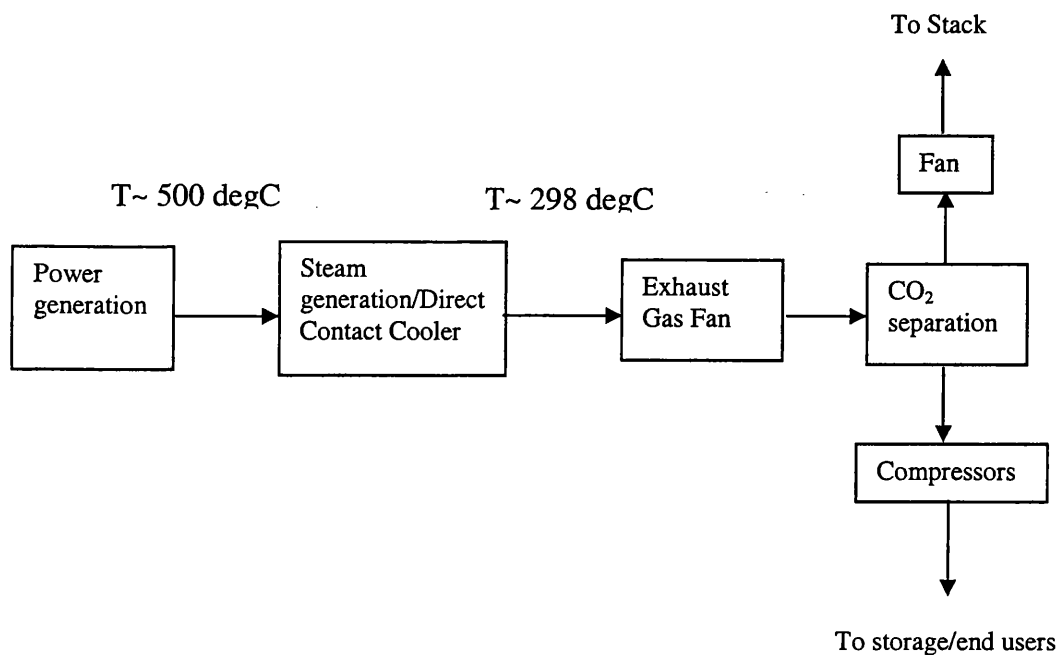 To Stack
Fan
T~ 500 degC
T~ 298 degC
Power
generation
Steam
generation/Direct
Contact Cooler
Exhaust
Gas Fan
CO₂
separation
Compressors
To storage/end users